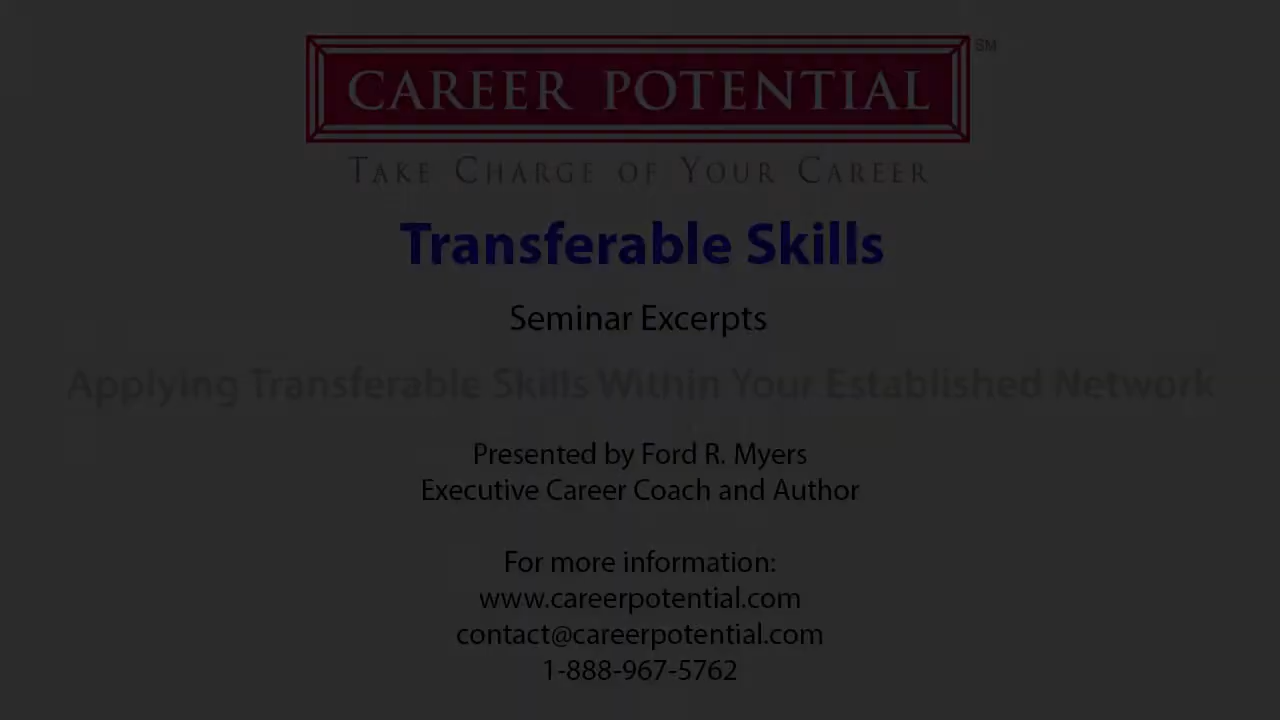 CAREER POTENTIAL SM
TAKE CHARGE OF YOUR CAREER
Transferable Skills
Seminar Excerpts
Applying Transferable Skills Within Your Established Network
Presented by Ford R. Myers
Executive Career Coach and Author
For more information:
www.careerpotential.com
contact@careerpotential.com
1-888-967-5762